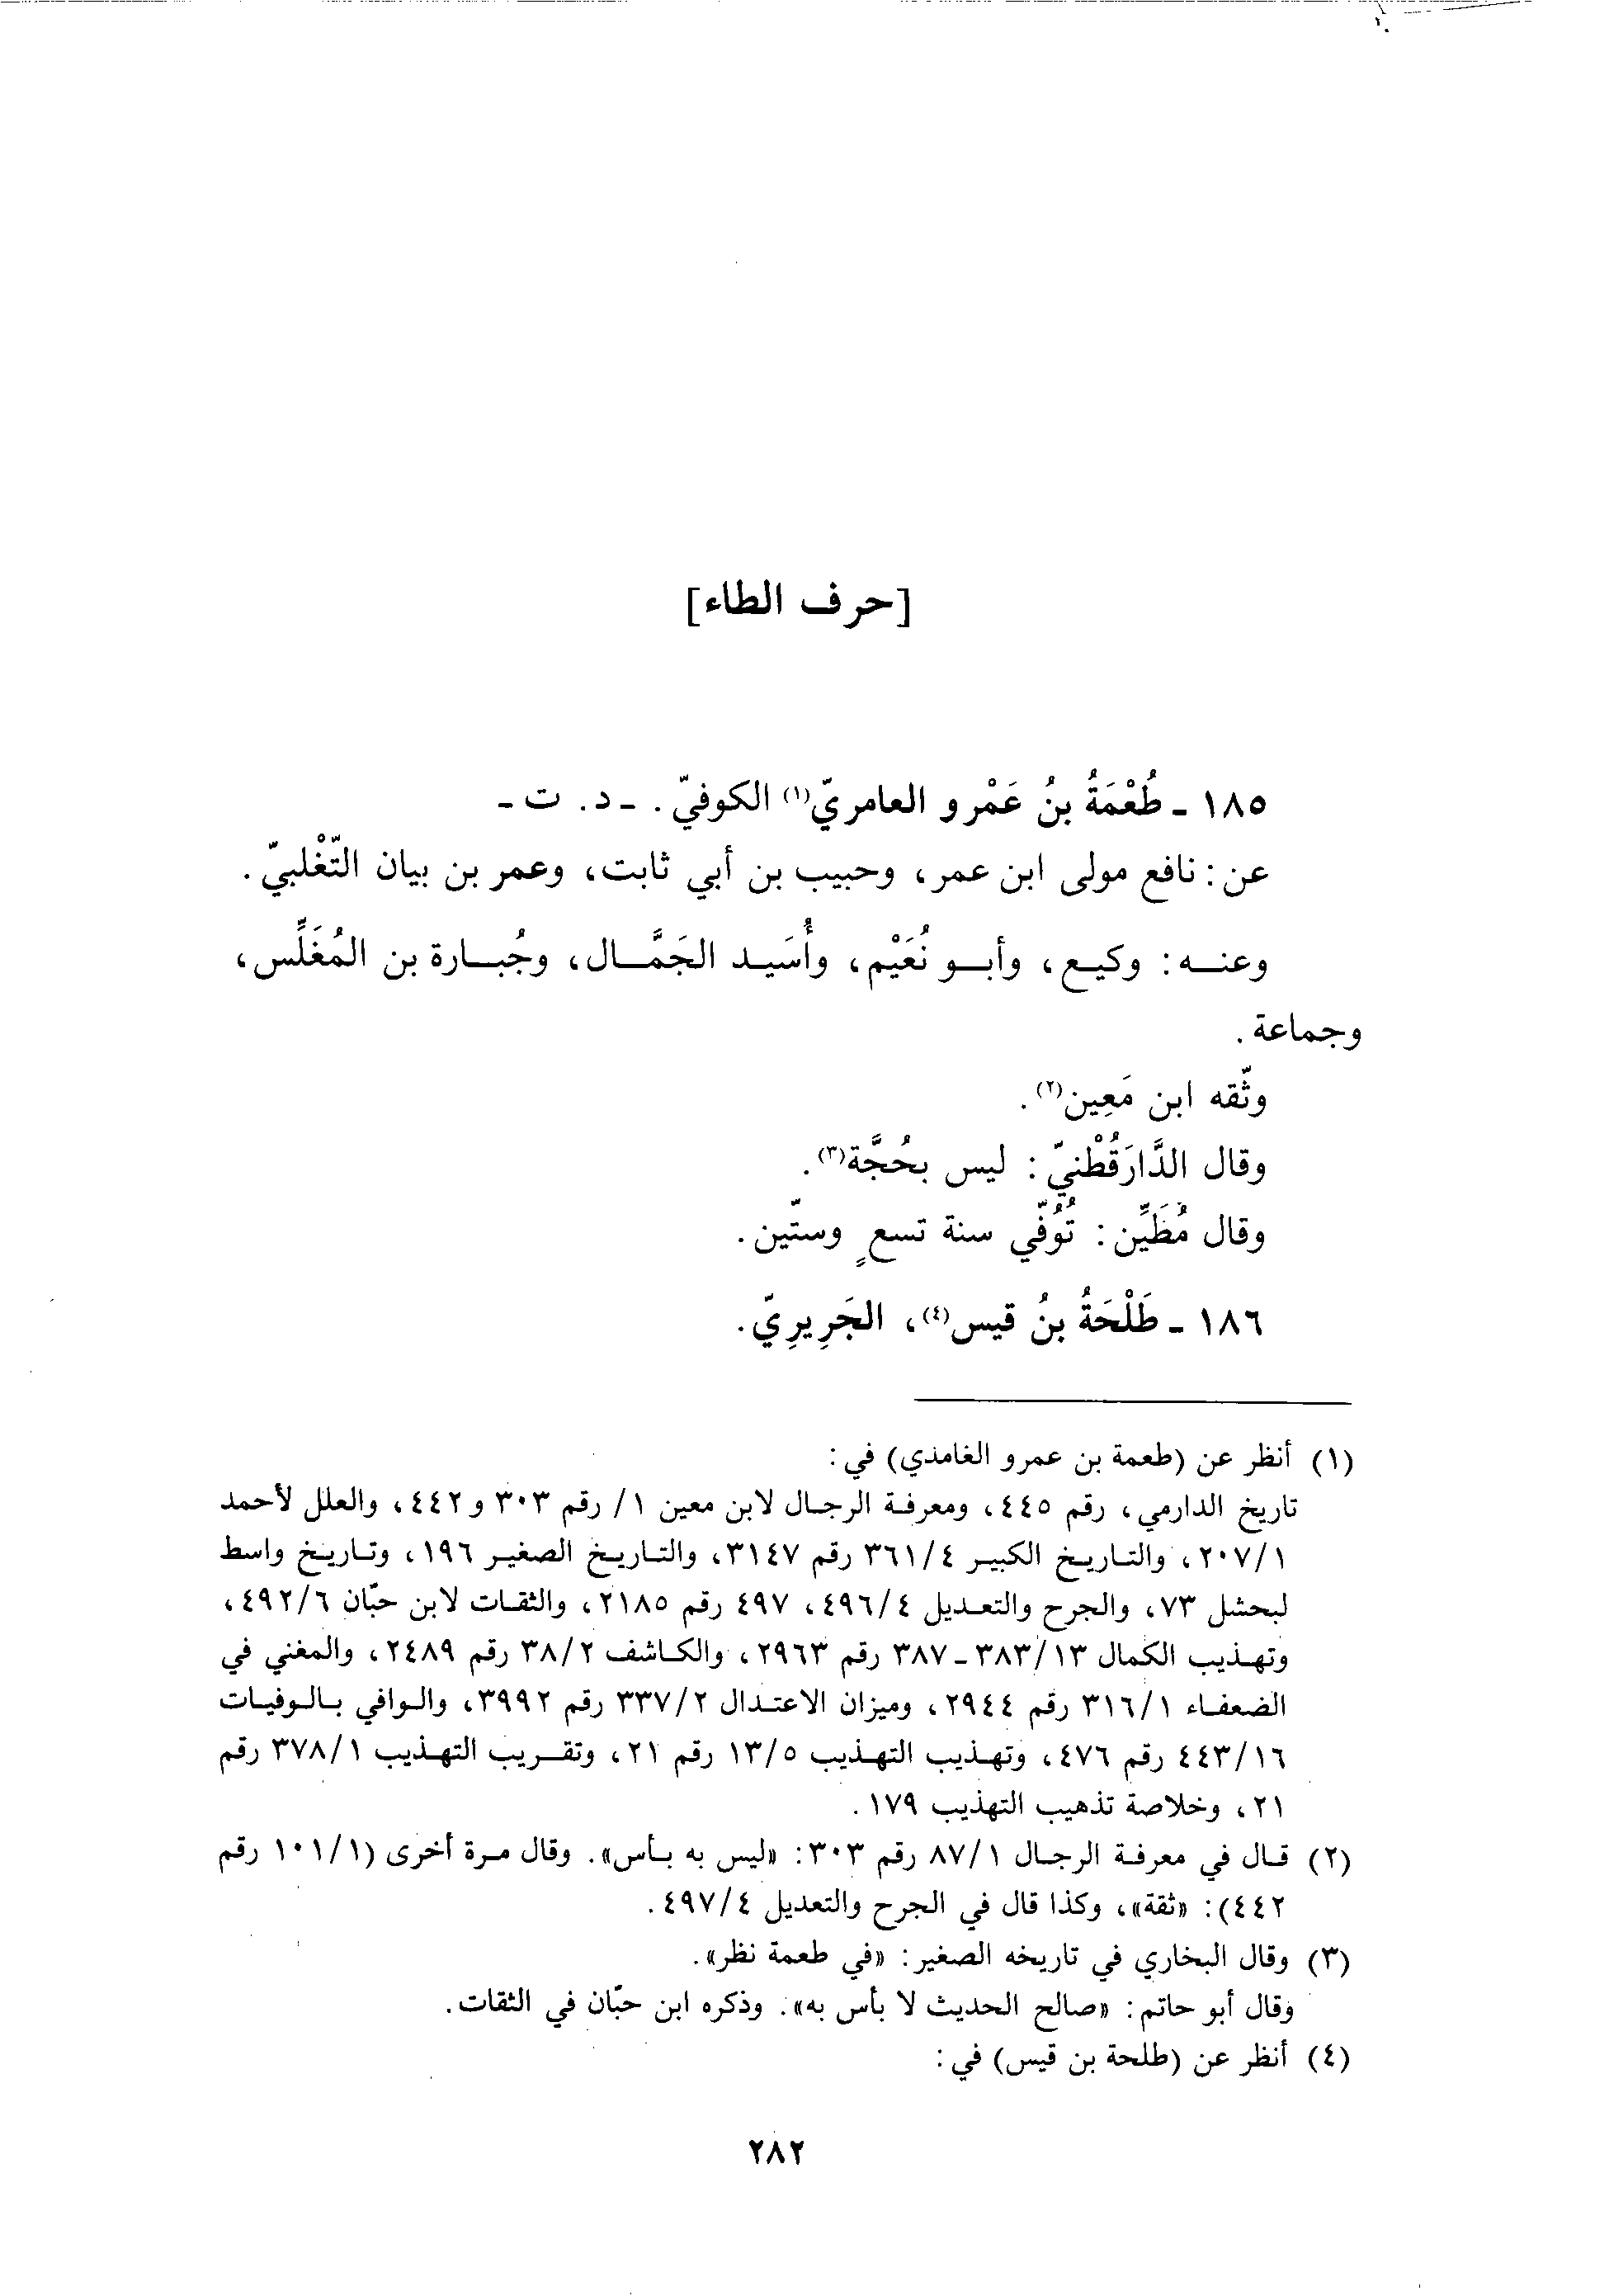 [حرف الطاء]
١٨٥ ـ طُعْمَةُ بنُ عَمْرو العامريّ(١) الكوفيّ. ـ د. ت ـ
عن: نافع مولى ابن عمر، وحبيب بن أبي ثابت، وعمر بن بيان التّغْلبيّ.
وعنه: وكيع، وأبو نُعَيْم، وأُسَيد الجَمَّال، وجُبارة بن المُغَلِّس،
وجماعة.
وثّقه ابن مَعِين(٢).
وقال الدَّارَقُطْنيّ: ليس بحُجَّة(٣).
وقال مُطَيِّن: تُوُفّي سنة تسعٍ وستّين.
١٨٦ ـ طَلْحَةُ بنُ قيس(٤)، الجَرِيرِيّ.
(١) أنظر عن (طعمة بن عمرو الغامذي) في:
تاريخ الدارمي، رقم ٤٤٥، ومعرفة الرجال لابن معين ١/ رقم ٣٠٣ و٤٤٢، والعلل لأحمد
٢٠٧/١، والتاريخ الكبير ٣٦١/٤ رقم ٣١٤٧، والتاريخ الصغير ١٩٦، وتاريخ واسط
لبحشل ٧٣، والجرح والتعديل ٤٩٦/٤، ٤٩٧ رقم ٢١٨٥، والثقات لابن حبّان ٤٩٢/٦،
وتهذيب الكمال ٣٨٣/١٣ ـ ٣٨٧ رقم ٢٩٦٣، والكاشف ٣٨/٢ رقم ٢٤٨٩، والمغني في
الضعفاء ٣١٦/١ رقم ٢٩٤٤، وميزان الاعتدال ٣٣٧/٢ رقم ٣٩٩٢، والوافي بالوفيات
٤٤٣/١٦ رقم ٤٧٦، وتهذيب التهذيب ١٣/٥ رقم ٢١، وتقريب التهذيب ٣٧٨/١ رقم
٢١، وخلاصة تذهيب التهذيب ١٧٩.
(٢) قال في معرفة الرجال ٨٧/١ رقم ٣٠٣: «ليس به بأس». وقال مرة أخرى (١٠١/١ رقم
٤٤٢): «ثقة»، وكذا قال في الجرح والتعديل ٤٩٧/٤.
(٣) وقال البخاري في تاريخه الصغير: «في طعمة نظر».
وقال أبو حاتم: «صالح الحديث لا بأس به». وذكره ابن حبّان في الثقات.
(٤) أنظر عن (طلحة بن قيس) في:
٢٨٢